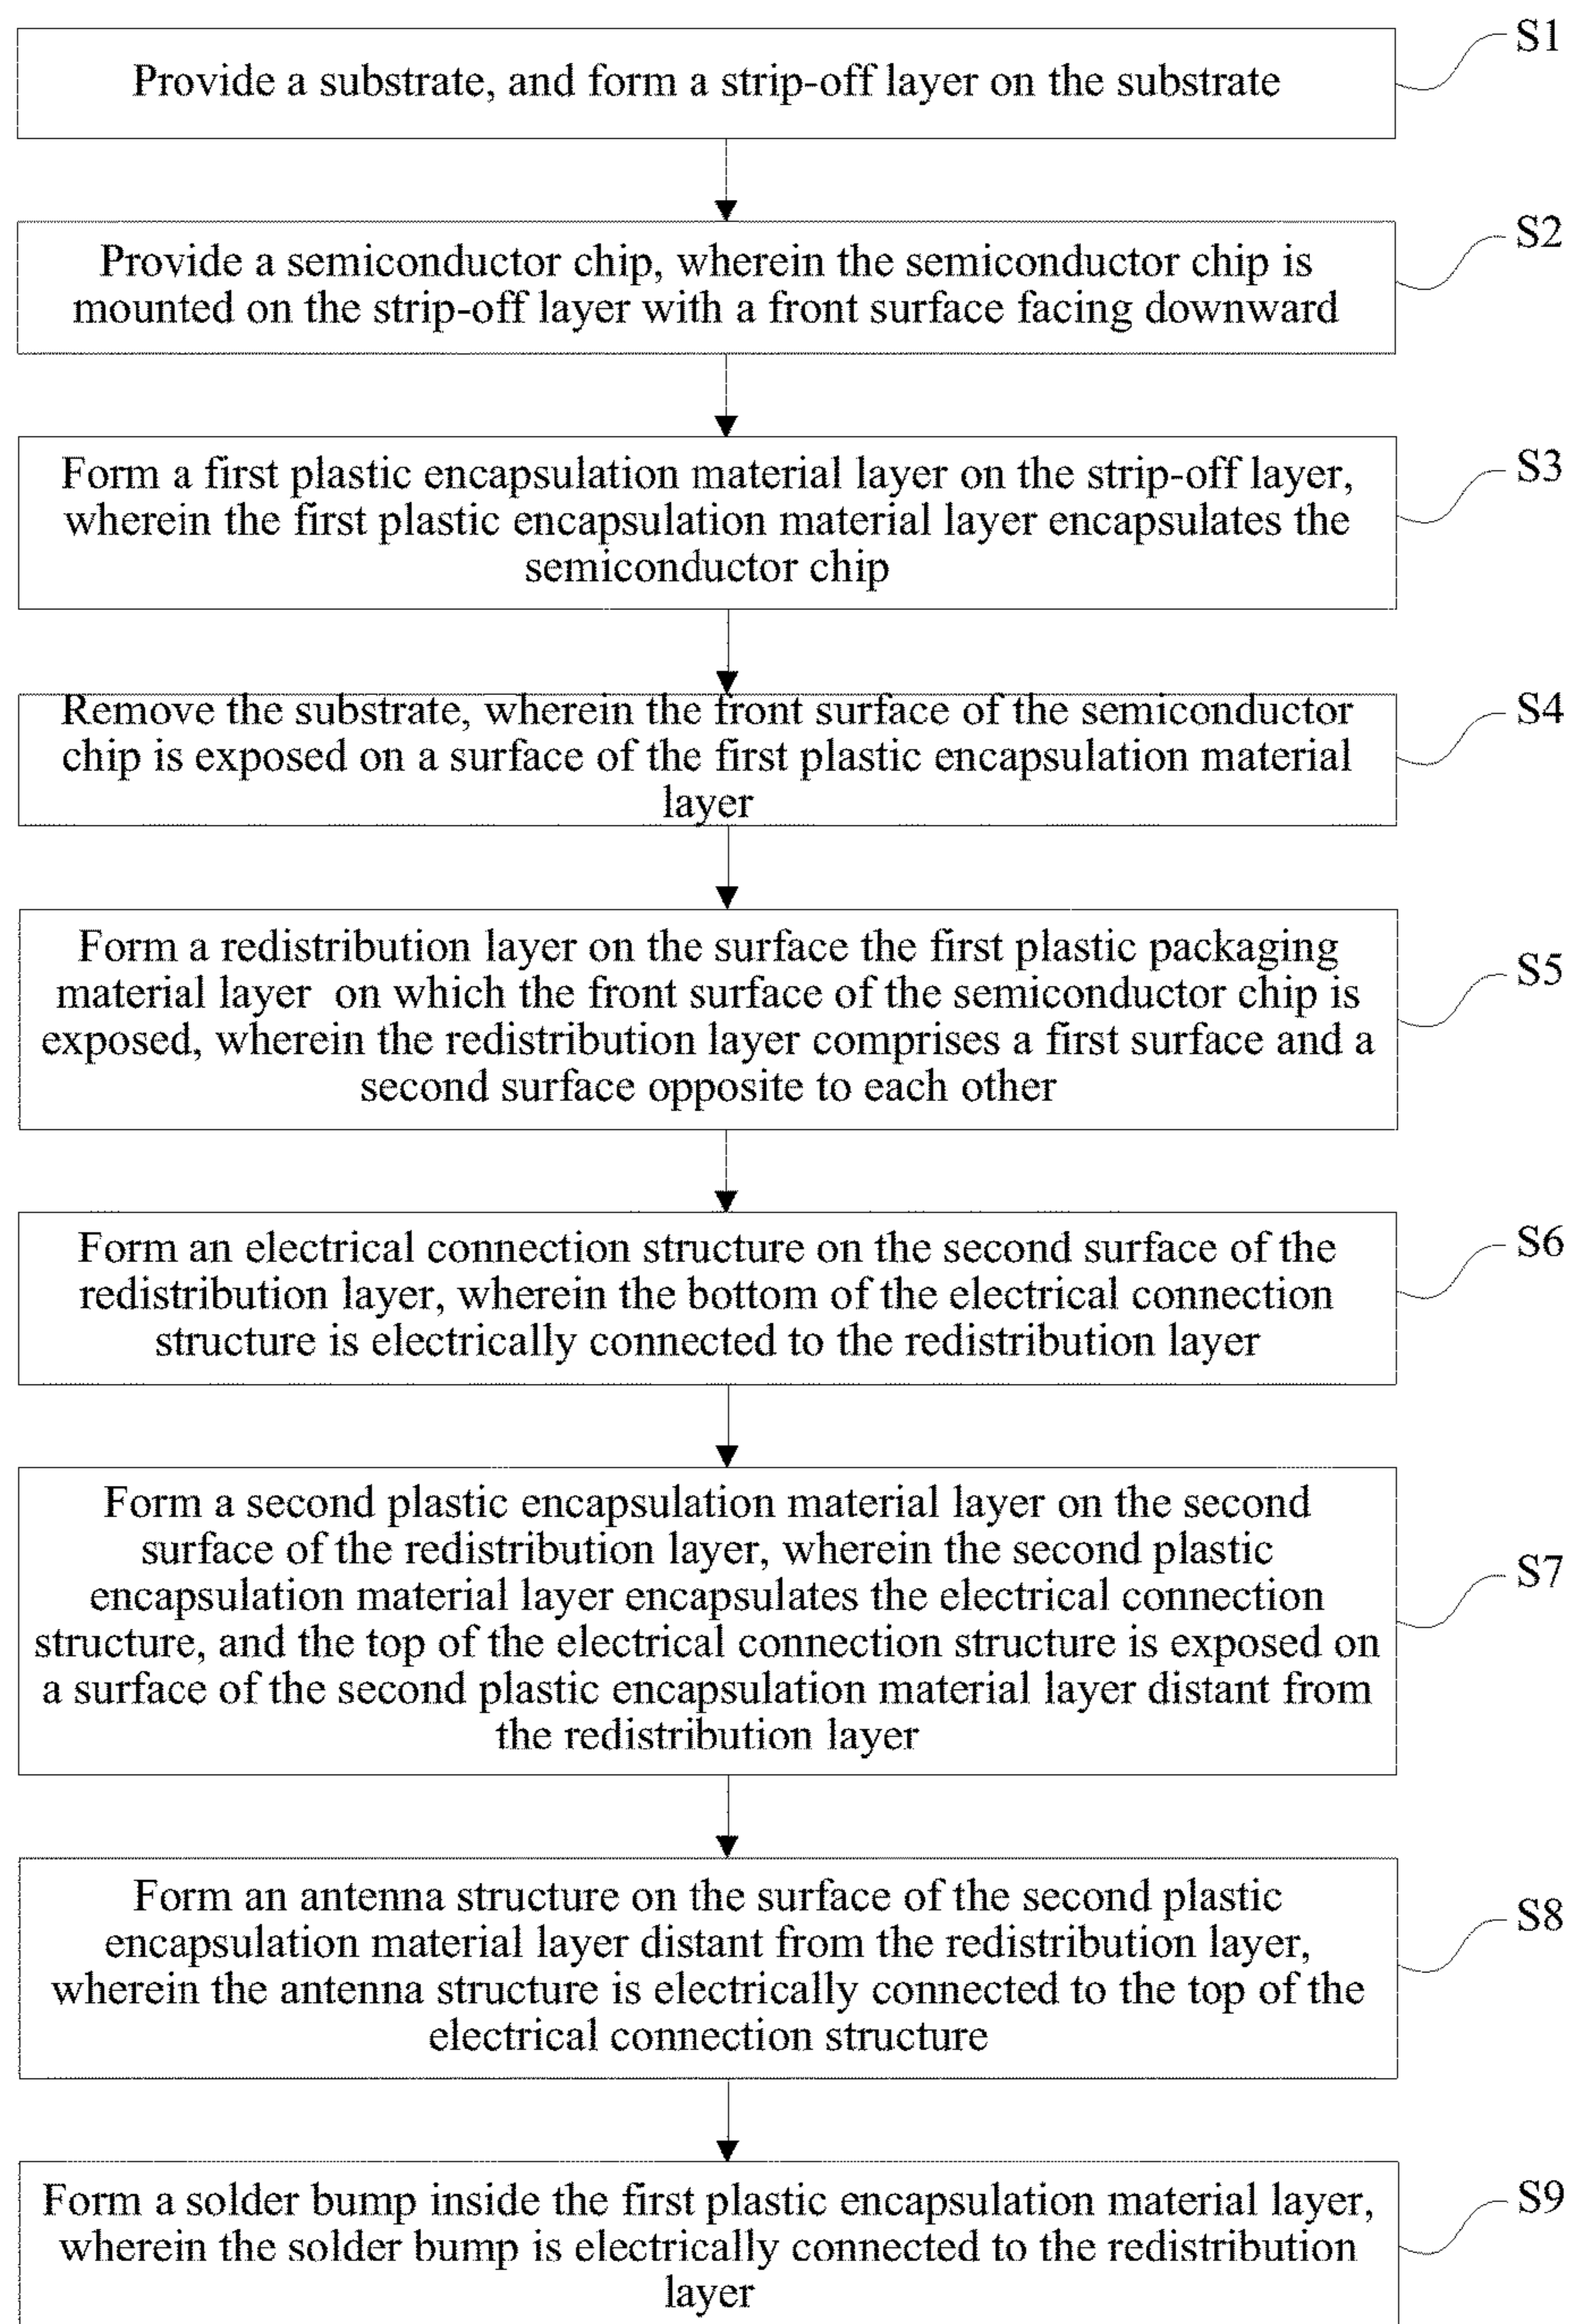 S1
Provide a substrate, and form a strip-off layer on the substrate
S2
Provide a semiconductor chip, wherein the semiconductor chip is
mounted on the strip-off layer with a front surface facing downward
S3
Form a first plastic encapsulation material layer on the strip-off layer,
wherein the first plastic encapsulation material layer encapsulates the
semiconductor chip
S4
Remove the substrate, wherein the front surface of the semiconductor
chip is exposed on a surface of the first plastic encapsulation material
layer
S5
Form a redistribution layer on the surface the first plastic packaging
material layer on which the front surface of the semiconductor chip is
exposed, wherein the redistribution layer comprises a first surface and a
second surface opposite to each other
S6
Form an electrical connection structure on the second surface of the
redistribution layer, wherein the bottom of the electrical connection
structure is electrically connected to the redistribution layer
S7
Form a second plastic encapsulation material layer on the second
surface of the redistribution layer, wherein the second plastic
encapsulation material layer encapsulates the electrical connection
structure, and the top of the electrical connection structure is exposed on
a surface of the second plastic encapsulation material layer distant from
the redistribution layer
S8
Form an antenna structure on the surface of the second plastic
encapsulation material layer distant from the redistribution layer,
wherein the antenna structure is electrically connected to the top of the
electrical connection structure
S9
Form a solder bump inside the first plastic encapsulation material layer,
wherein the solder bump is electrically connected to the redistribution
layer